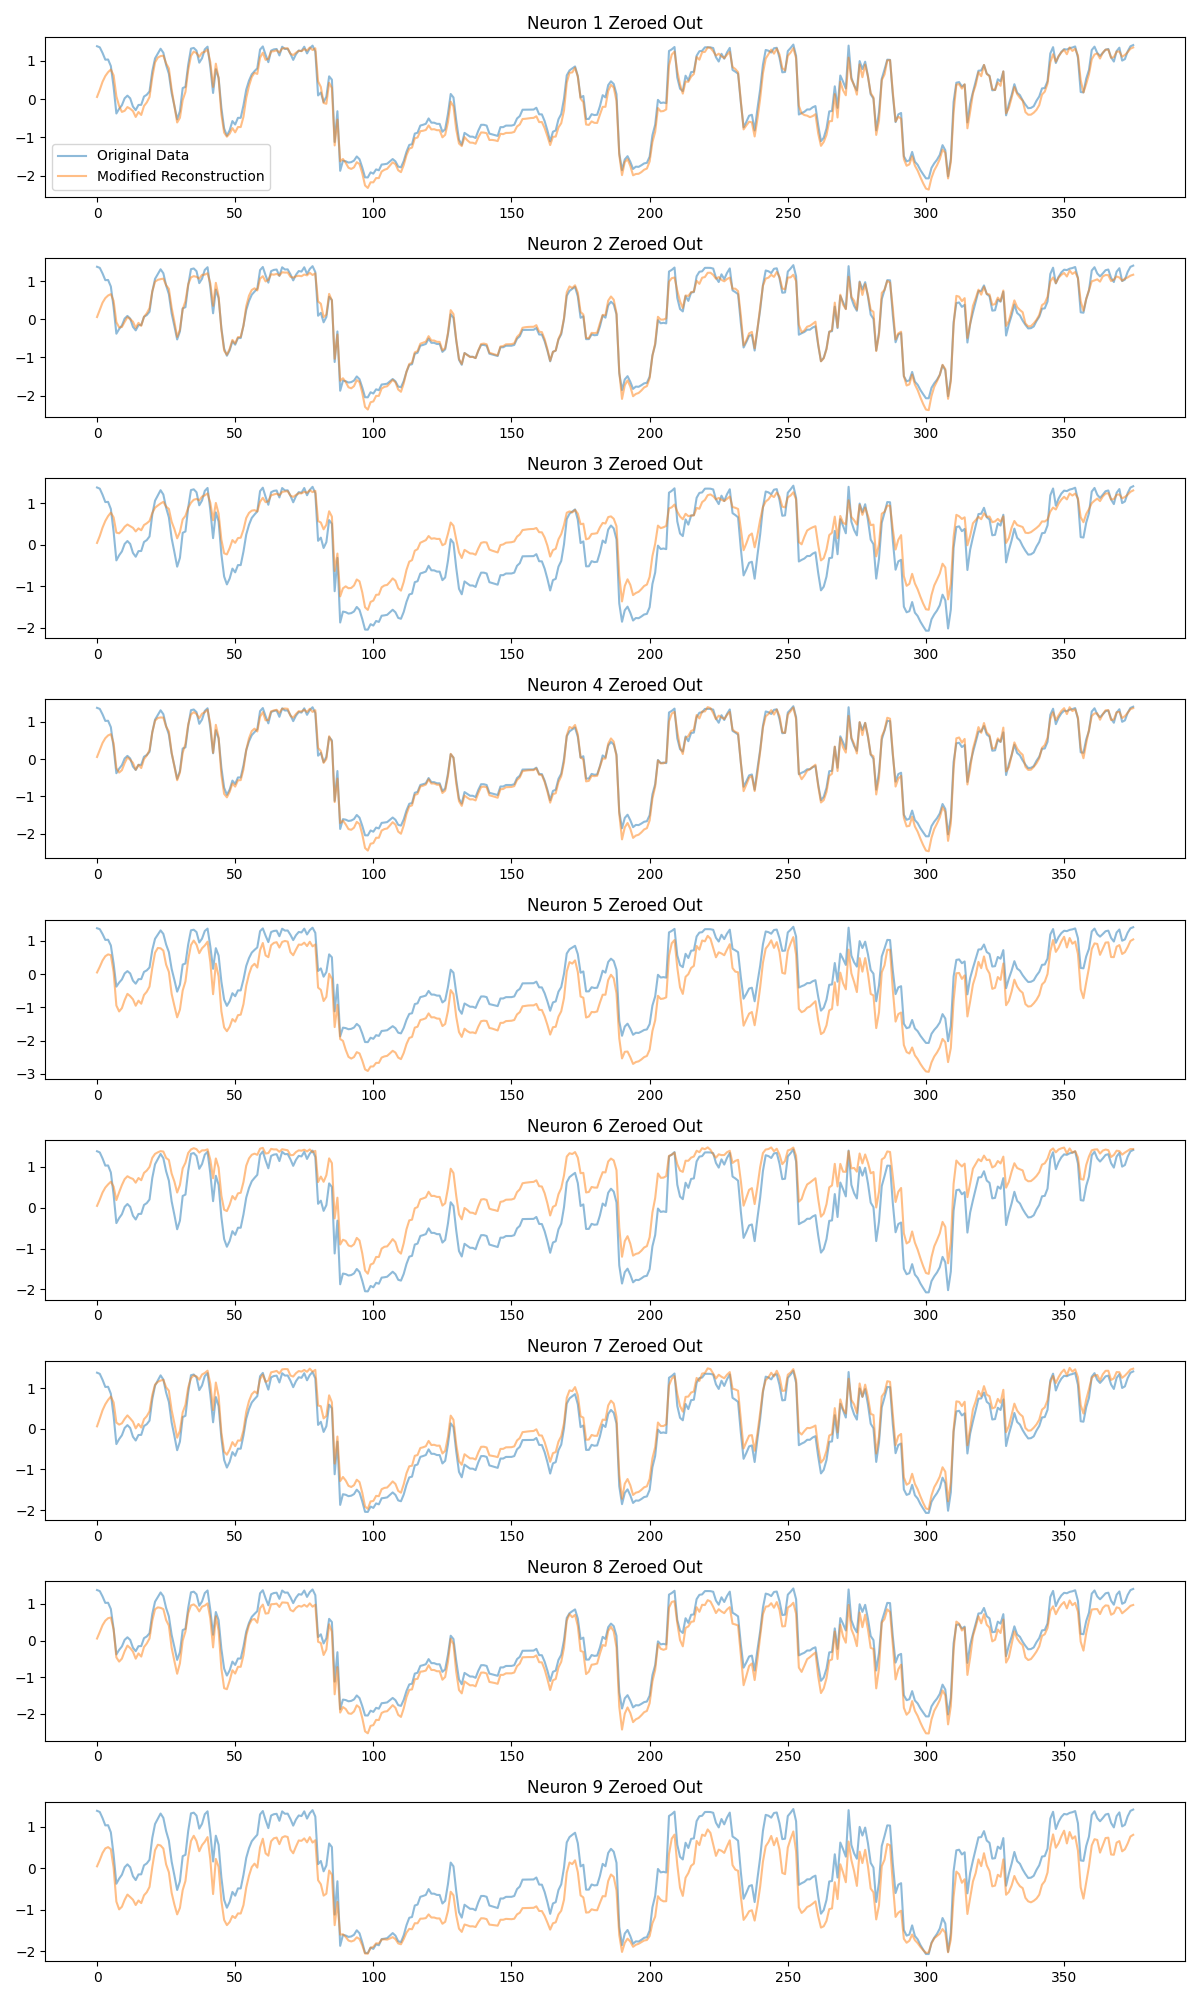 Neuron 1 Zeroed Out
1
0
−1
−2
Original Data
Modified Reconstruction
0 50 100 150 200 250 300 350
Neuron 2 Zeroed Out
1
0
−1
−2
0 50 100 150 200 250 300 350
Neuron 3 Zeroed Out
1
0
−1
−2
0 50 100 150 200 250 300 350
Neuron 4 Zeroed Out
1
0
−1
−2
0 50 100 150 200 250 300 350
Neuron 5 Zeroed Out
1
0
−1
−2
−3
0 50 100 150 200 250 300 350
Neuron 6 Zeroed Out
1
0
−1
−2
0 50 100 150 200 250 300 350
Neuron 7 Zeroed Out
1
0
−1
−2
0 50 100 150 200 250 300 350
Neuron 8 Zeroed Out
1
0
−1
−2
0 50 100 150 200 250 300 350
Neuron 9 Zeroed Out
1
0
−1
−2
0 50 100 150 200 250 300 350